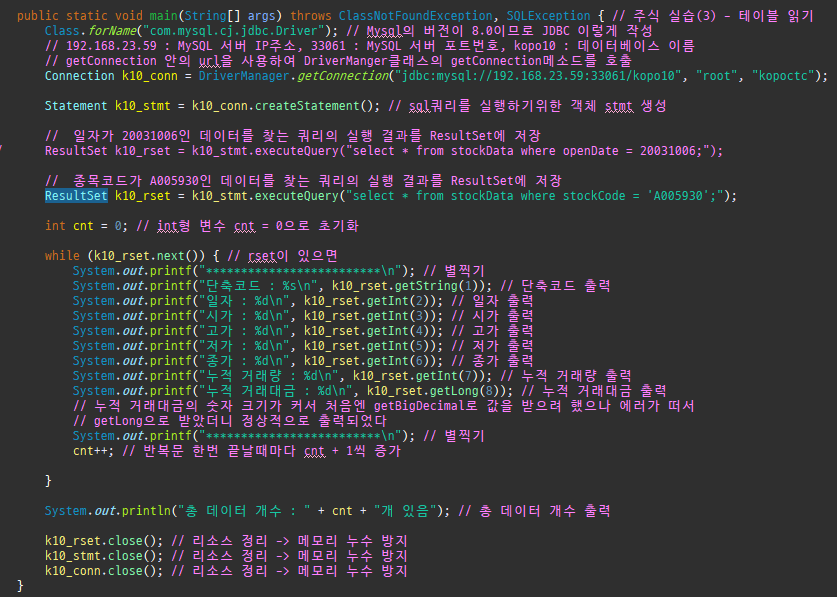 public static void main(String[] args) throws ClassNotFoundException, SQLException { // 주식 실습(3) - 테이블 읽기
Class.forName("com.mysql.cj.jdbc.Driver"); // Mysql의 버전이 8.0이므로 JDBC 이렇게 작성
// 192.168.23.59 : MySQL 서버 IP주소, 33061 : MySQL 서버 포트번호, kopo10 : 데이터베이스 이름
// getConnection 안의 url을 사용하여 DriverManger클래스의 getConnection메소드를 호출
Connection k10_conn = DriverManager.getConnection("jdbc:mysql://192.168.23.59:33061/kopo10", "root", "kopoctc");
Statement k10_stmt = k10_conn.createStatement(); // sql쿼리를 실행하기위한 객체 stmt 생성
// 일자가 20031006인 데이터를 찾는 쿼리의 실행 결과를 ResultSet에 저장
ResultSet k10_rset = k10_stmt.executeQuery("select * from stockData where openDate = 20031006;");
// 종목코드가 A005930인 데이터를 찾는 쿼리의 실행 결과를 ResultSet에 저장
ResultSet k10_rset = k10_stmt.executeQuery("select * from stockData where stockCode = 'A005930';");
int cnt = 0; // int형 변수 cnt = 0으로 초기화
while (k10_rset.next()) { // rset이 있으면
System.out.printf("*************************\n"); // 별찍기
System.out.printf("단축코드 : %s\n", k10_rset.getString(1)); // 단축코드 출력
System.out.printf("일자 : %d\n", k10_rset.getInt(2)); // 일자 출력
System.out.printf("시가 : %d\n", k10_rset.getInt(3)); // 시가 출력
System.out.printf("고가 : %d\n", k10_rset.getInt(4)); // 고가 출력
System.out.printf("저가 : %d\n", k10_rset.getInt(5)); // 저가 출력
System.out.printf("종가 : %d\n", k10_rset.getInt(6)); // 종가 출력
System.out.printf("누적 거래량 : %d\n", k10_rset.getInt(7)); // 누적 거래량 출력
System.out.printf("누적 거래대금 : %d\n", k10_rset.getLong(8)); // 누적 거래대금 출력
// 누적 거래대금의 숫자 크기가 커서 처음엔 getBigDecimal로 값을 받으려 했으나 에러가 떠서
// getLong으로 받았더니 정상적으로 출력되었다
System.out.printf("*************************\n"); // 별찍기
cnt++; // 반복문 한번 끝날때마다 cnt + 1씩 증가
}
System.out.println("총 데이터 개수 : " + cnt + "개 있음"); // 총 데이터 개수 출력
k10_rset.close(); // 리소스 정리 -> 메모리 누수 방지
k10_stmt.close(); // 리소스 정리 -> 메모리 누수 방지
k10_conn.close(); // 리소스 정리 -> 메모리 누수 방지
}